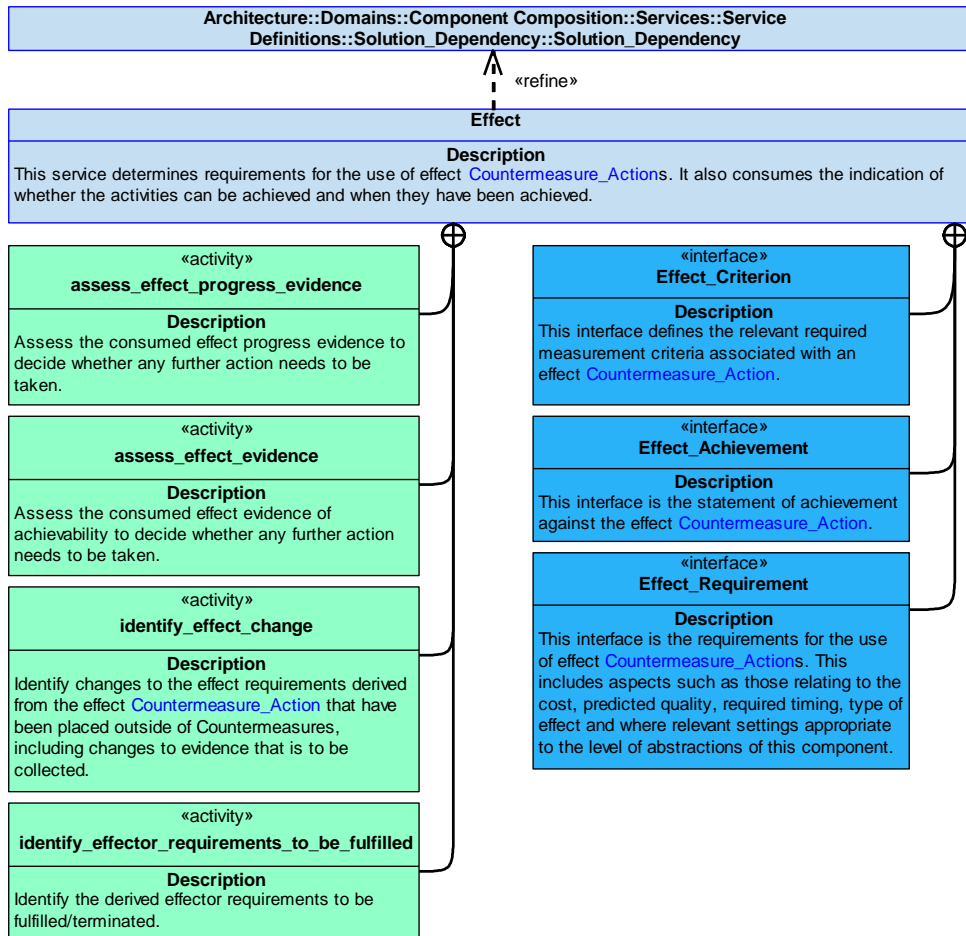 Architecture::Domains::Component Composition::Services::Service
Definitions::Solution_Dependency::Solution_Dependency
«refine»
Effect
Description
This service determines requirements for the use of effect Countermeasure_Actions. It also consumes the indication of
whether the activities can be achieved and when they have been achieved.
«activity»
assess_effect_progress_evidence
Description
Assess the consumed effect progress evidence to
decide whether any further action needs to be
taken.
«activity»
assess_effect_evidence
Description
Assess the consumed effect evidence of
achievability to decide whether any further action
needs to be taken.
«activity»
identify_effect_change
Description
Identify changes to the effect requirements derived
from the effect Countermeasure_Action that have
been placed outside of Countermeasures,
including changes to evidence that is to be
collected.
«activity»
identify_effector_requirements_to_be_fulfilled
Description
Identify the derived effector requirements to be
fulfilled/terminated.
«interface»
Effect_Criterion
Description
This interface defines the relevant required
measurement criteria associated with an
effect Countermeasure_Action.
«interface»
Effect_Achievement
Description
This interface is the statement of achievement
against the effect Countermeasure_Action.
«interface»
Effect_Requirement
Description
This interface is the requirements for the use
of effect Countermeasure_Actions. This
includes aspects such as those relating to the
cost, predicted quality, required timing, type of
effect and where relevant settings appropriate
to the level of abstractions of this component.